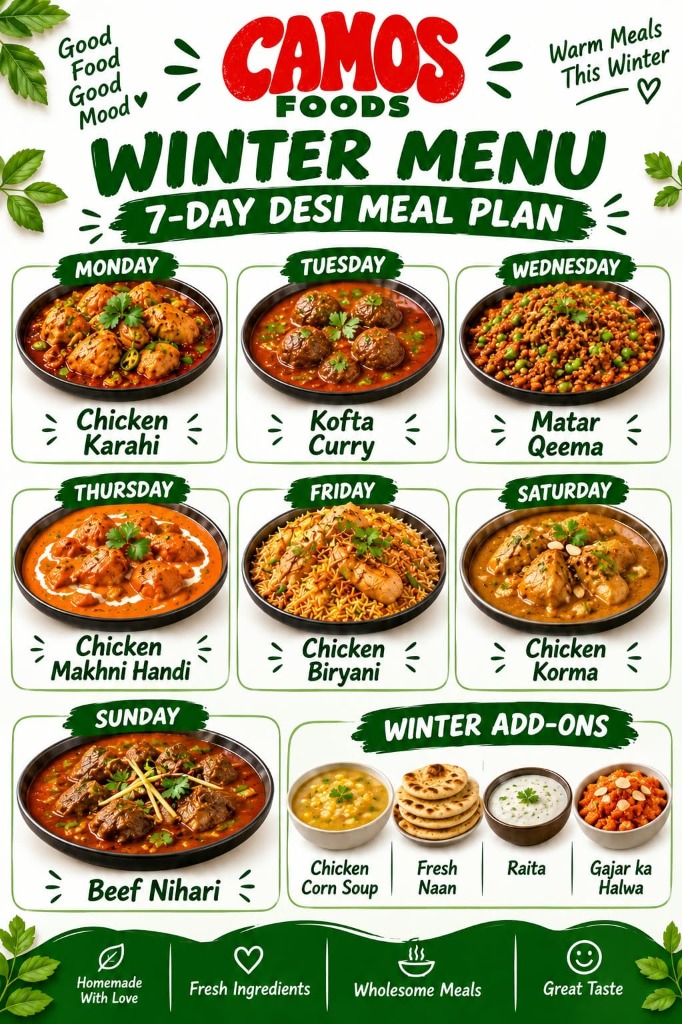 Good
Food
Good
Mood
CAMOS
FOODS
Warm Meals
This Winter
WINTER MENU
7-DAY DESI MEAL PLAN
MONDAY
Chicken
Karahi
TUESDAY
Kofta
Curry
WEDNESDAY
Matar
Qeema
THURSDAY
Chicken
Makhni Handi
FRIDAY
Chicken
Biryani
SATURDAY
Chicken
Korma
SUNDAY
Beef Nihari
WINTER ADD-ONS
Chicken
Corn Soup
Fresh
Naan
Raita
Gajar ka
Halwa
Homemade
With Love
Fresh Ingredients
Wholesome Meals
Great Taste